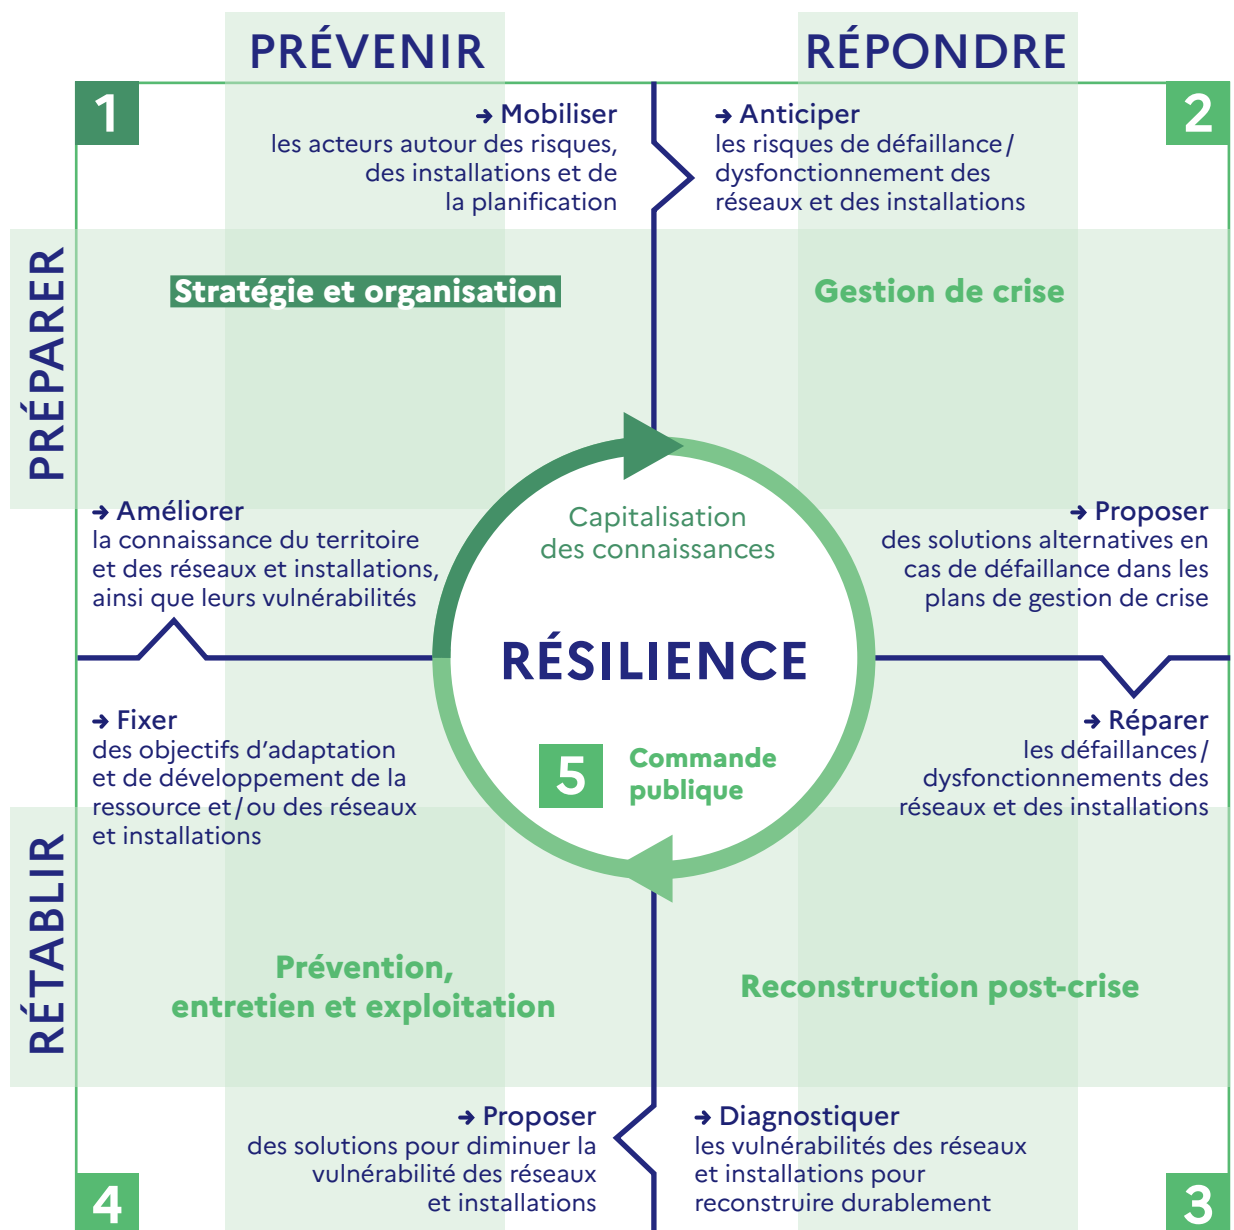 PRÉVENIR
RÉPONDRE
1
→ Mobiliser
les acteurs autour des risques,
des installations et de
la planification
→ Anticiper
les risques de défaillance/
dysfonctionnement des
réseaux et des installations
2
PRÉPARER
Stratégie et organisation
Gestion de crise
→ Améliorer
la connaissance du territoire
et des réseaux et installations,
ainsi que leurs vulnérabilités
Capitalisation
des connaissances
→ Proposer
des solutions alternatives en
cas de défaillance dans les
plans de gestion de crise
RÉSILIENCE
→ Fixer
des objectifs d’adaptation
et de développement de la
ressource et/ou des réseaux
et installations
5
Commande
publique
→ Réparer
les défaillances/
dysfonctionnements des
réseaux et des installations
RÉTABLIR
Prévention,
entretien et exploitation
Reconstruction post-crise
→ Proposer
des solutions pour diminuer la
vulnérabilité des réseaux
et installations
→ Diagnostiquer
les vulnérabilités des réseaux
et installations pour
reconstruire durablement
4
3